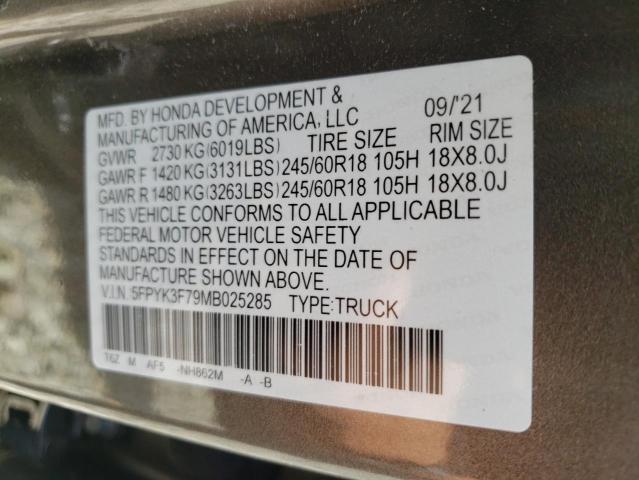 MFD. BY HONDA DEVELOPMENT & 09/'21
MANUFACTURING OF AMERICA, LLC
GVWR 2730 KG(6019LBS) TIRE SIZE RIM SIZE
GAWR F 1420 KG(3131LBS) 245/60R18 105H 18X8.0J
GAWR R 1480 KG(3263LBS) 245/60R18 105H 18X8.0J
THIS VEHICLE CONFORMS TO ALL APPLICABLE
FEDERAL MOTOR VEHICLE SAFETY
STANDARDS IN EFFECT ON THE DATE OF
MANUFACTURE SHOWN ABOVE.
V.I.N.:5FPYK3F79MB025285 TYPE:TRUCK
T6Z M AF5 -NH862M -A -B